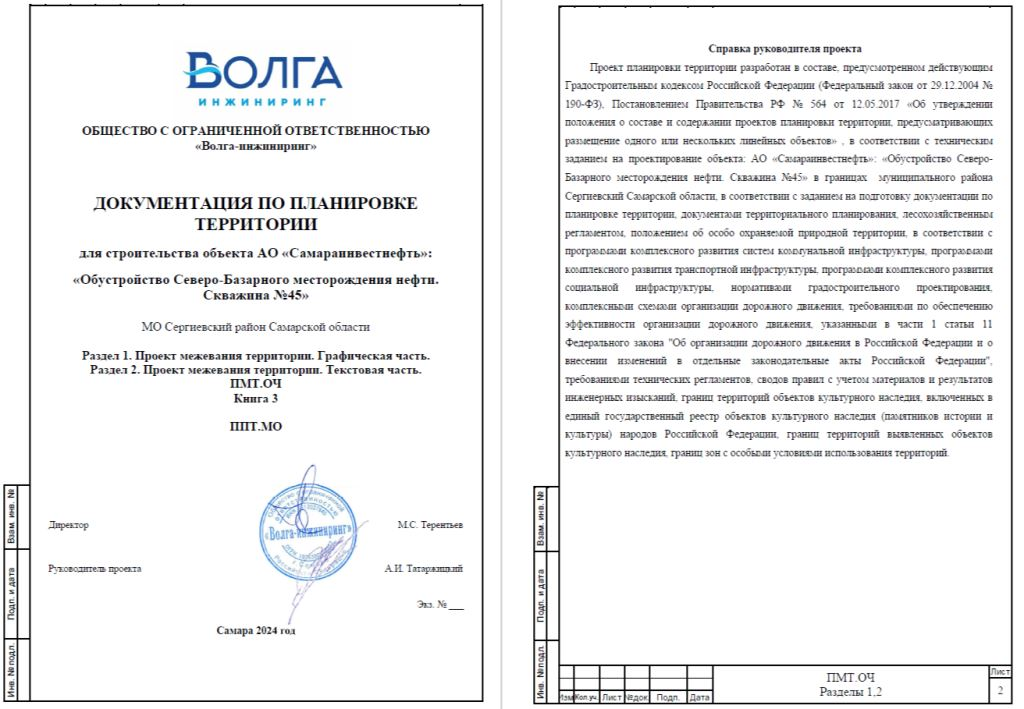 ВОЛГА
ИНЖИНИРИНГ
ОБЩЕСТВО С ОГРАНИЧЕННОЙ ОТВЕТСТВЕННОСТЬЮ
«Волга-инжиниринг»
ДОКУМЕНТАЦИЯ ПО ПЛАНИРОВКЕ
ТЕРРИТОРИИ
для строительства объекта АО «Самараинвестнефть»:
«Обустройство Северо-Базарного месторождения нефти.
Скважина №45»
МО Сергиевский район Самарской области
Раздел 1. Проект межевания территории. Графическая часть.
Раздел 2. Проект межевания территории. Текстовая часть.
ПМТ.ОЧ
Книга 3
ППТ.МО
Директор
М.С. Терентьев
«Волга-инжиниринг»
Руководитель проекта
А.И. Татаржицкий
Экз. № ___
Самара 2024 год
Взам. инв. №
Подп. и дата
Инв. №подл.
Справка руководителя проекта
Проект планировки территории разработан в составе, предусмотренном действующим
Градостроительным кодексом Российской Федерации (Федеральный закон от 29.12.2004 №
190-ФЗ), Постановлением Правительства РФ № 564 от 12.05.2017 «Об утверждении
положения о составе и содержании проектов планировки территории, предусматривающих
размещение одного или нескольких линейных объектов» , в соответствии с техническим
заданием на проектирование объекта: АО «Самараинвестнефть»: «Обустройство Северо-
Базарного месторождения нефти. Скважина №45» в границах муниципального района
Сергиевский Самарской области, в соответствии с заданием на подготовку документации по
планировке территории, документами территориального планирования, лесохозяйственным
регламентом, положением об особо охраняемой природной территории, в соответствии с
программами комплексного развития систем коммунальной инфраструктуры, программами
комплексного развития транспортной инфраструктуры, программами комплексного развития
социальной инфраструктуры, нормативами градостроительного проектирования,
комплексными схемами организации дорожного движения, требованиями по обеспечению
эффективности организации дорожного движения, указанными в части 1 статьи 11
Федерального закона "Об организации дорожного движения в Российской Федерации и о
внесении изменений в отдельные законодательные акты Российской Федерации",
требованиями технических регламентов, сводов правил с учетом материалов и результатов
инженерных изысканий, границ территорий объектов культурного наследия, включенных в
единый государственный реестр объектов культурного наследия (памятников истории и
культуры) народов Российской Федерации, границ территорий выявленных объектов
культурного наследия, границ зон с особыми условиями использования территорий.
Взам. инв. №
Подп. и дата
Инв. №подл.
Изм Кол.уч. Лист №док. Подп. Дата
ПМТ.ОЧ
Разделы 1,2
Лист
2